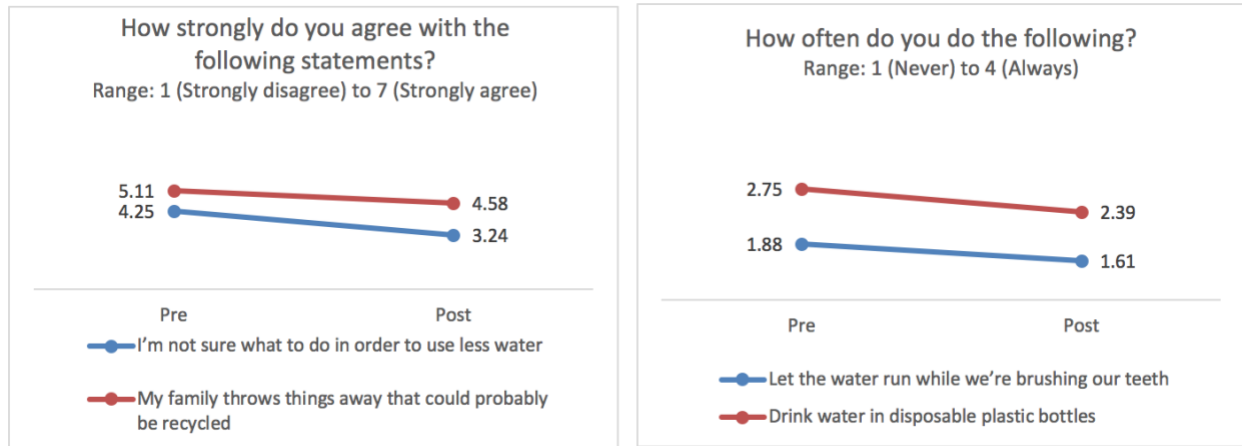 How strongly do you agree with the
following statements?
Range: 1 (Strongly disagree) to 7 (Strongly agree)
5.11
4.25
4.58
3.24
Pre
Post
I'm not sure what to do in order to use less water
My family throws things away that could probably
be recycled
How often do you do the following?
Range: 1 (Never) to 4 (Always)
2.75
2.39
1.88
1.61
Pre
Post
Let the water run while we're brushing our teeth
Drink water in disposable plastic bottles